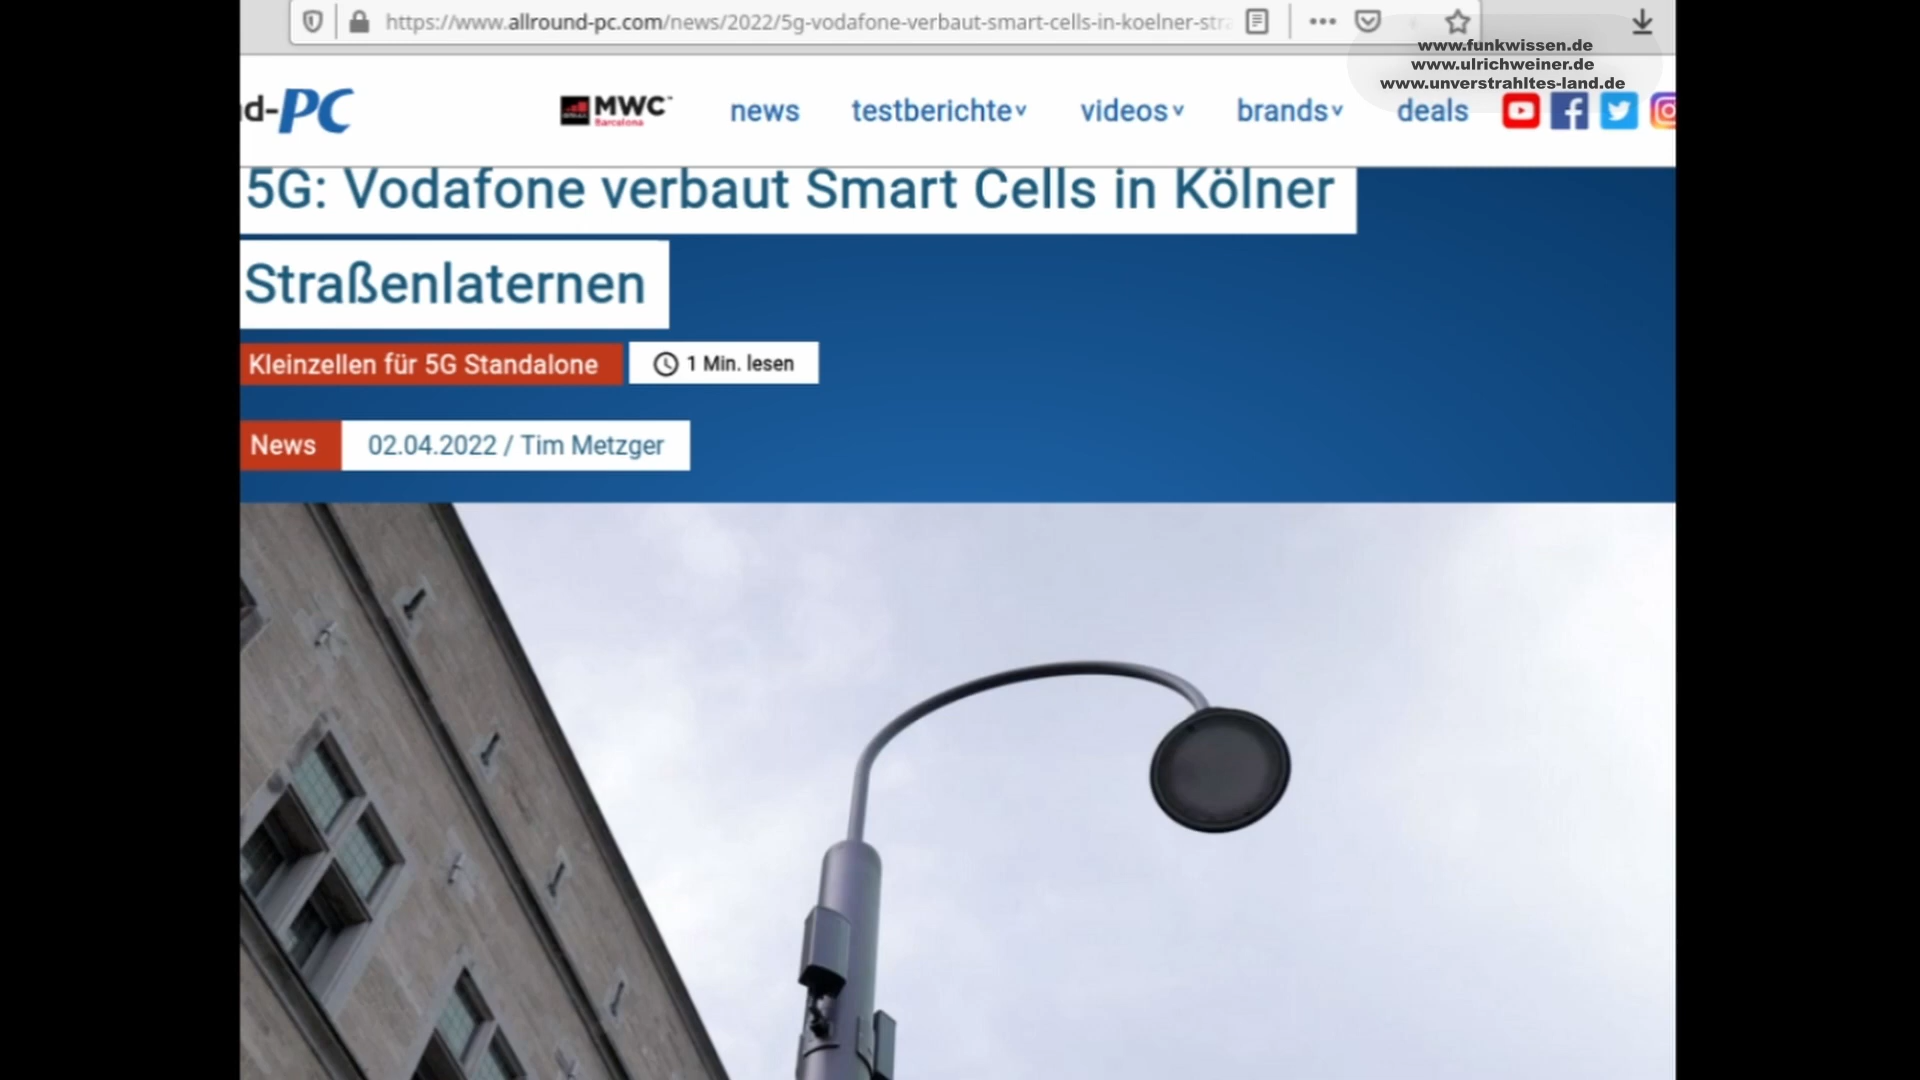 https://www.allround-pc.com/news/2022/5g-vodafone-verbaut-smart-cells-in-koelner-str
www.funkwissen.de
www.ulrichweiner.de
www.unverstrahltes-land.de
d-PC
MWC
Barcelona
news
testberichte
videos
brands
deals
5G: Vodafone verbaut Smart Cells in Kölner
Straßenlaternen
Kleinzellen für 5G Standalone
1 Min. lesen
News
02.04.2022 / Tim Metzger